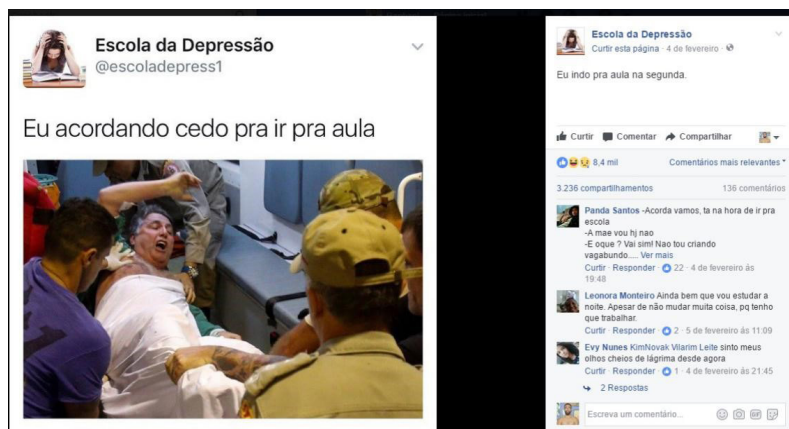 Escola da Depressão
@escoladepress1
Eu acordando cedo pra ir pra aula
Escola da Depressão
Curtir esta página · 4 de fevereiro ·
Eu indo pra aula na segunda.
Curtir Comentar Compartilhar
8,4 mil Comentários mais relevantes
3.236 compartilhamentos 136 comentários
Panda Santos -Acorda vamos, ta na hora de ir pra
escola
-A mae vou hj nao
-E oque ? Vai sim! Nao tou criando
vagabundo..... Ver mais
Curtir · Responder · 22 · 4 de fevereiro às
19:48
Leonora Monteiro Ainda bem que vou estudar a
noite. Apesar de não mudar muita coisa, pq tenho
que trabalhar.
Curtir · Responder · 2 · 5 de fevereiro às 11:09
Evy Nunes KimNovak Vilarim Leite sinto meus
olhos cheios de lágrima desde agora
Curtir · Responder · 1 · 4 de fevereiro às 21:45
2 Respostas
Escreva um comentário...
GIF